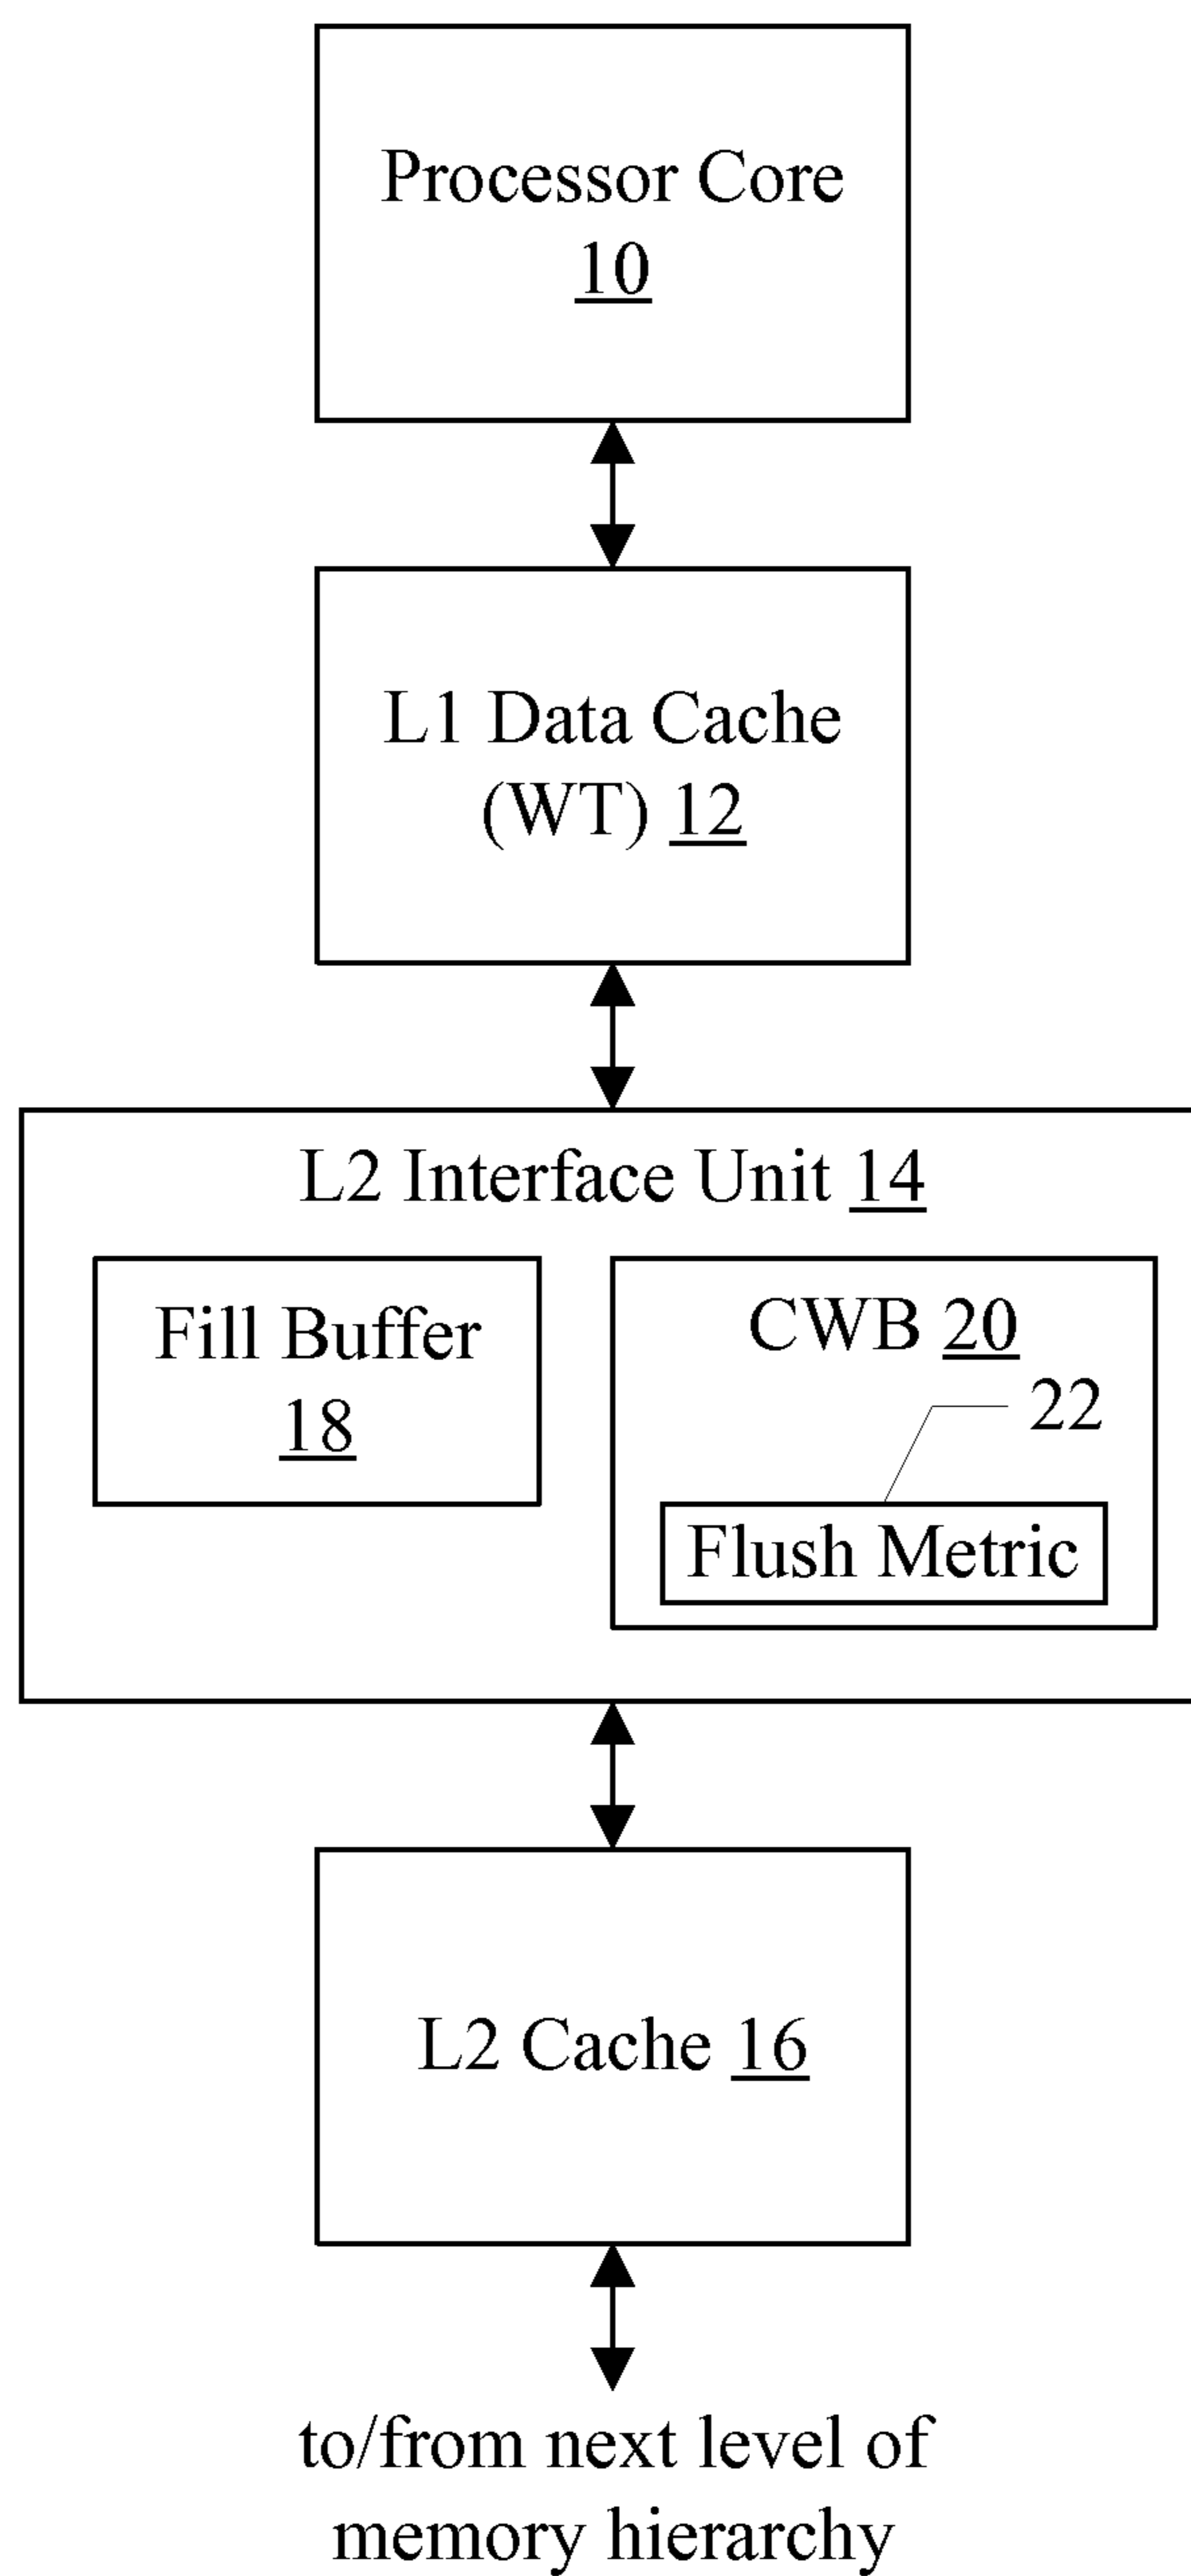 Processor Core
10
L1 Data Cache
(WT) 12
L2 Interface Unit 14
Fill Buffer
18
CWB 20
22
Flush Metric
L2 Cache 16
to/from next level of
memory hierarchy